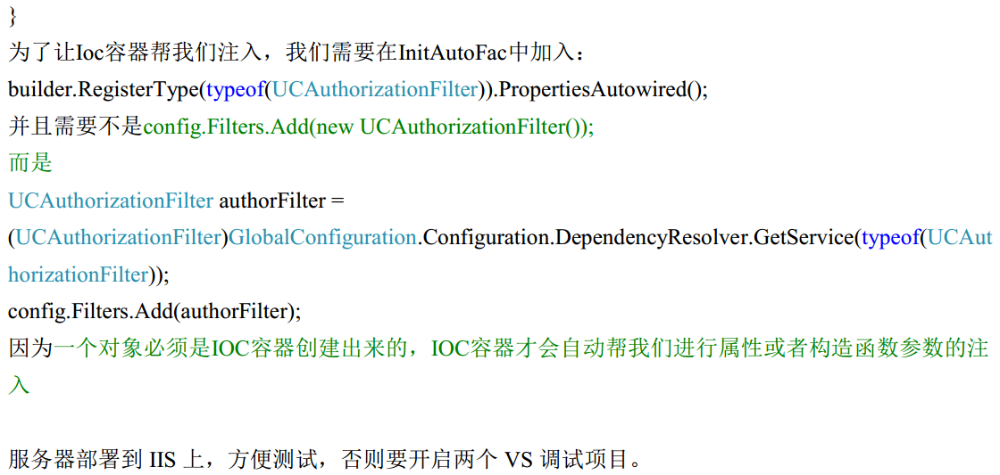 }
为了让Ioc容器帮我们注入，我们需要在InitAutoFac中加入：
builder.RegisterType(typeof(UCAuthorizationFilter)).PropertiesAutowired();
并且需要不是config.Filters.Add(new UCAuthorizationFilter());
而是
UCAuthorizationFilter authorFilter =
(UCAuthorizationFilter)GlobalConfiguration.Configuration.DependencyResolver.GetService(typeof(UCAut
horizationFilter));
config.Filters.Add(authorFilter);
因为一个对象必须是IOC容器创建出来的，IOC容器才会自动帮我们进行属性或者构造函数参数的注
入
服务器部署到 IIS 上，方便测试，否则要开启两个 VS 调试项目。